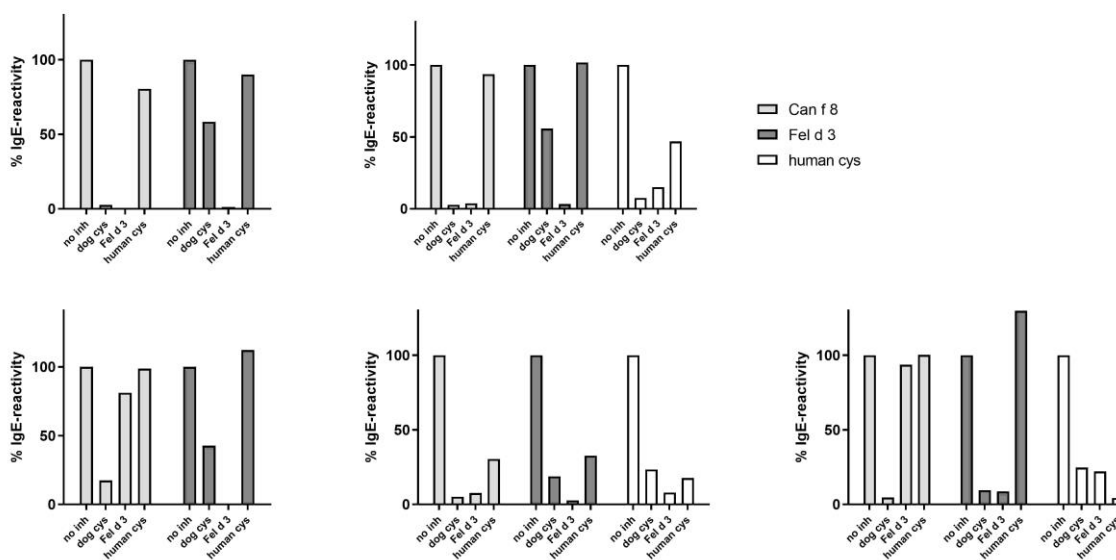 % IgE-reactivity
100
50
0
no inh
dog cys
Fel d 3
human cys
no inh
dog cys
Fel d 3
human cys
% IgE-reactivity
100
50
0
no inh
dog cys
Fel d 3
human cys
no inh
dog cys
Fel d 3
human cys
no inh
dog cys
Fel d 3
human cys
Can f 8
Fel d 3
human cys
% IgE-reactivity
100
50
0
no inh
dog cys
Fel d 3
human cys
no inh
dog cys
Fel d 3
human cys
% IgE-reactivity
100
50
0
no inh
dog cys
Fel d 3
human cys
no inh
dog cys
Fel d 3
human cys
no inh
dog cys
Fel d 3
human cys
% IgE-reactivity
100
50
0
no inh
dog cys
Fel d 3
human cys
no inh
dog cys
Fel d 3
human cys
no inh
dog cys
Fel d 3
human cys